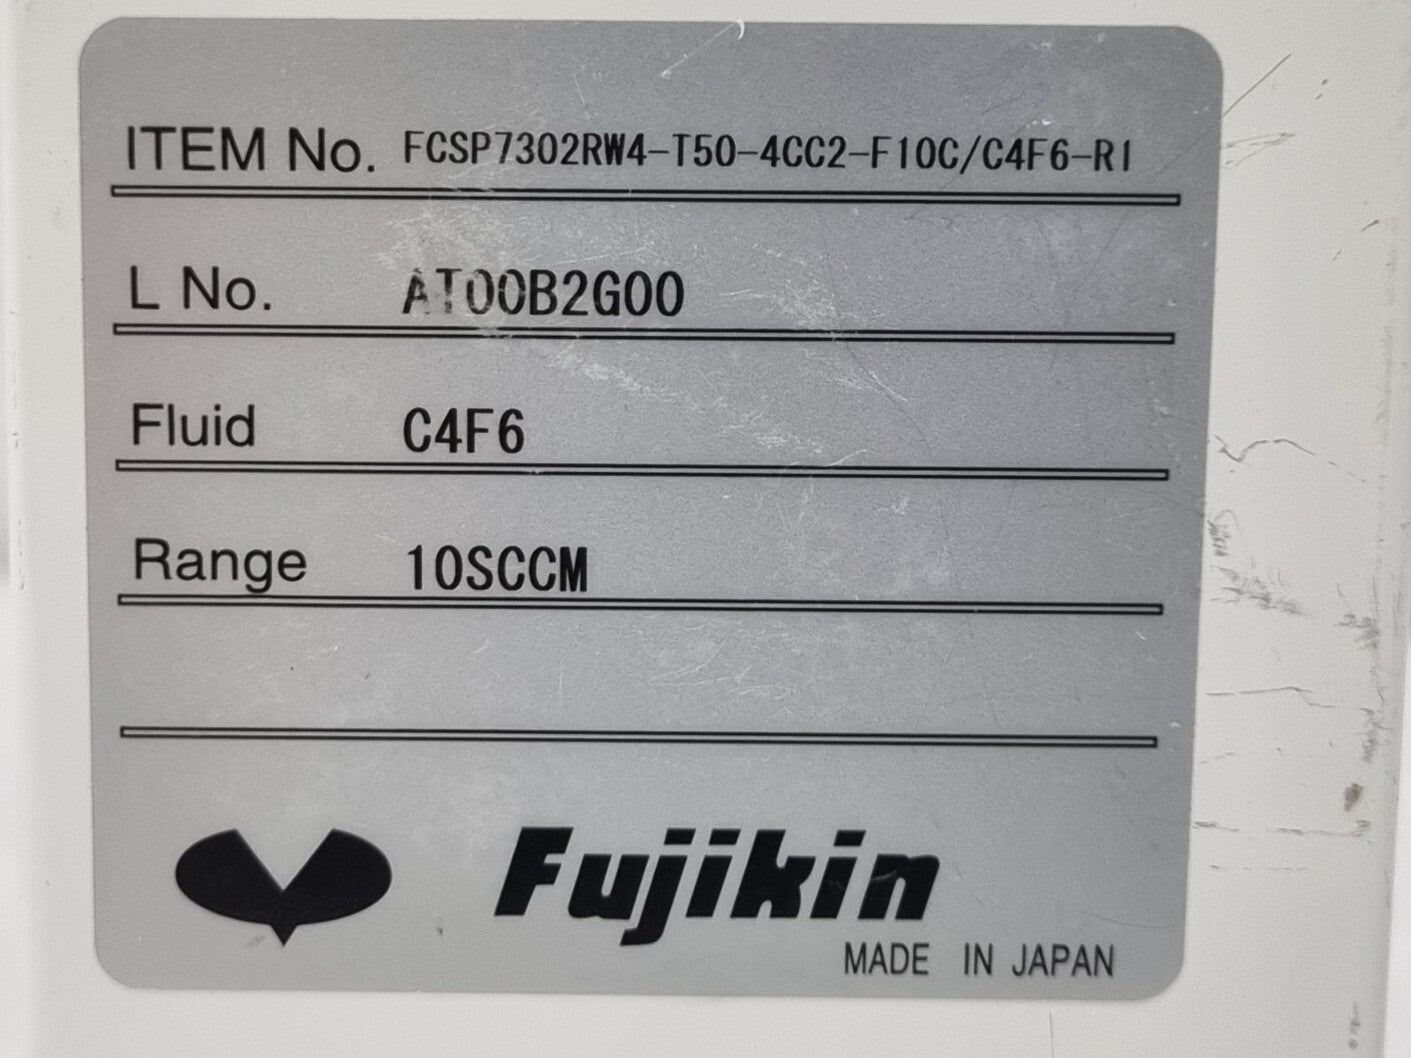 ITEM No. FCSP7302RW4-T50-4CC2-F10C/C4F6-R1
L No. AT00B2G00
Fluid C4F6
Range 10SCCM
Fujikin
MADE IN JAPAN